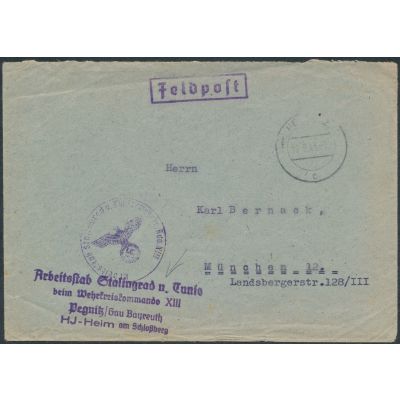 Feldpost
Herrn
Karl Bernack,
München 12.
Landsbergerstr.128/III
Arbeitsstab Stalingrad u. Tunis
beim Wehrkreiskommando XIII
Pegnitz/Gau Bayreuth
HJ-Heim am Schloßberg